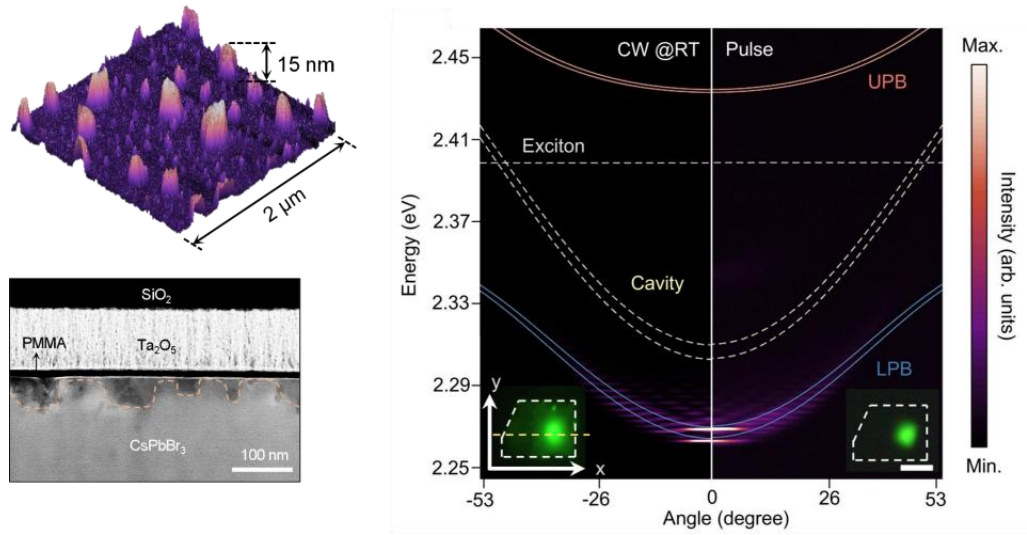 15 nm
2 μm
SiO₂
PMMA
Ta₂O₅
CsPbBr₃
100 nm
CW @RT
Pulse
UPB
Exciton
Cavity
LPB
y
x
2.45
2.41
2.37
2.33
2.29
2.25
Energy (eV)
-53
-26
0
26
53
Angle (degree)
Max.
Intensity (arb. units)
Min.